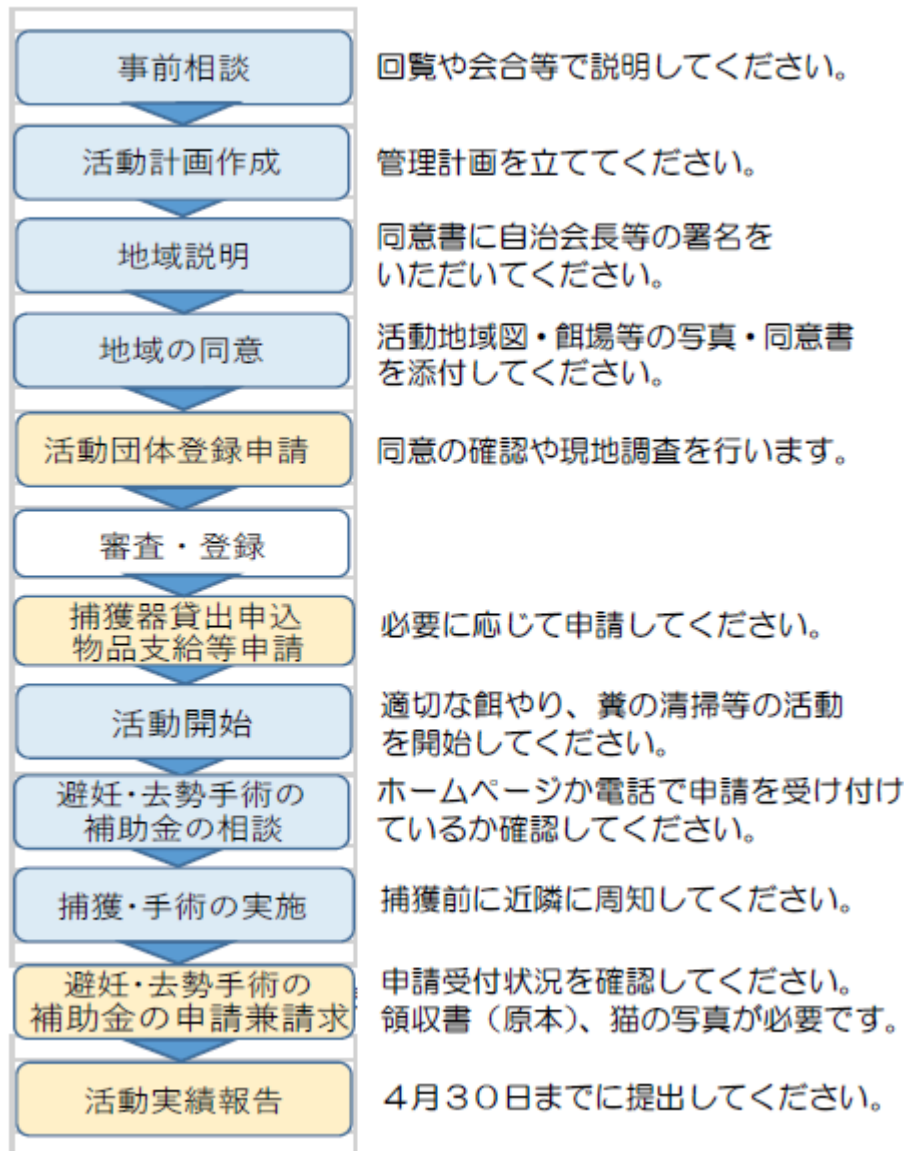 事前相談
回覧や会合等で説明してください。
活動計画作成
管理計画を立ててください。
地域説明
同意書に自治会長等の署名を
いただいてください。
地域の同意
活動地域図・餌場等の写真・同意書
を添付してください。
活動団体登録申請
同意の確認や現地調査を行います。
審査・登録
捕獲器貸出申込
物品支給等申請
必要に応じて申請してください。
活動開始
適切な餌やり、糞の清掃等の活動
を開始してください。
避妊・去勢手術の
補助金の相談
ホームページか電話で申請を受け付け
ているか確認してください。
捕獲・手術の実施
捕獲前に近隣に周知してください。
避妊・去勢手術の
補助金の申請兼請求
申請受付状況を確認してください。
領収書（原本）、猫の写真が必要です。
活動実績報告
４月３０日までに提出してください。